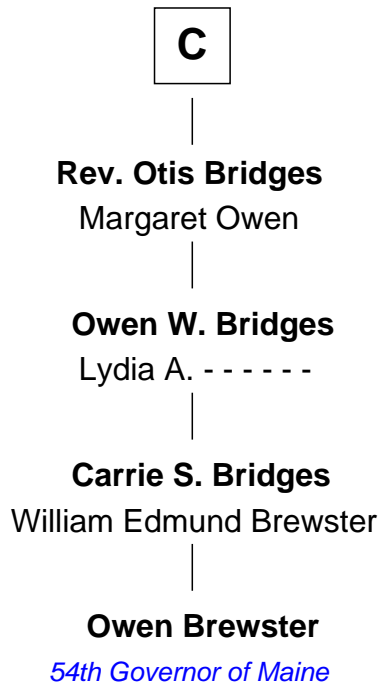 C
Rev. Otis Bridges
Margaret Owen
Owen W. Bridges
Lydia A. - - - - - -
Carrie S. Bridges
William Edmund Brewster
Owen Brewster
54th Governor of Maine